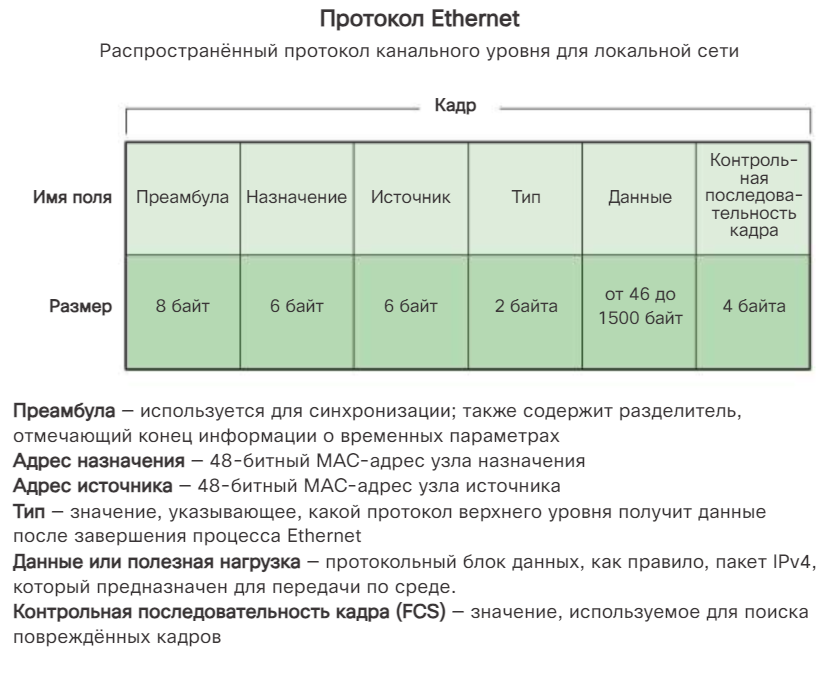 Протокол Ethernet
Распространённый протокол канального уровня для локальной сети
Кадр
Имя поля
Преамбула
Назначение
Источник
Тип
Данные
Контроль-
ная
последова-
тельность
кадра
Размер
8 байт
6 байт
6 байт
2 байта
от 46 до
1500 байт
4 байта
Преамбула – используется для синхронизации; также содержит разделитель,
отмечающий конец информации о временных параметрах
Адрес назначения – 48-битный MAC-адрес узла назначения
Адрес источника – 48-битный MAC-адрес узла источника
Тип – значение, указывающее, какой протокол верхнего уровня получит данные
после завершения процесса Ethernet
Данные или полезная нагрузка – протокольный блок данных, как правило, пакет IPv4,
который предназначен для передачи по среде.
Контрольная последовательность кадра (FCS) – значение, используемое для поиска
повреждённых кадров